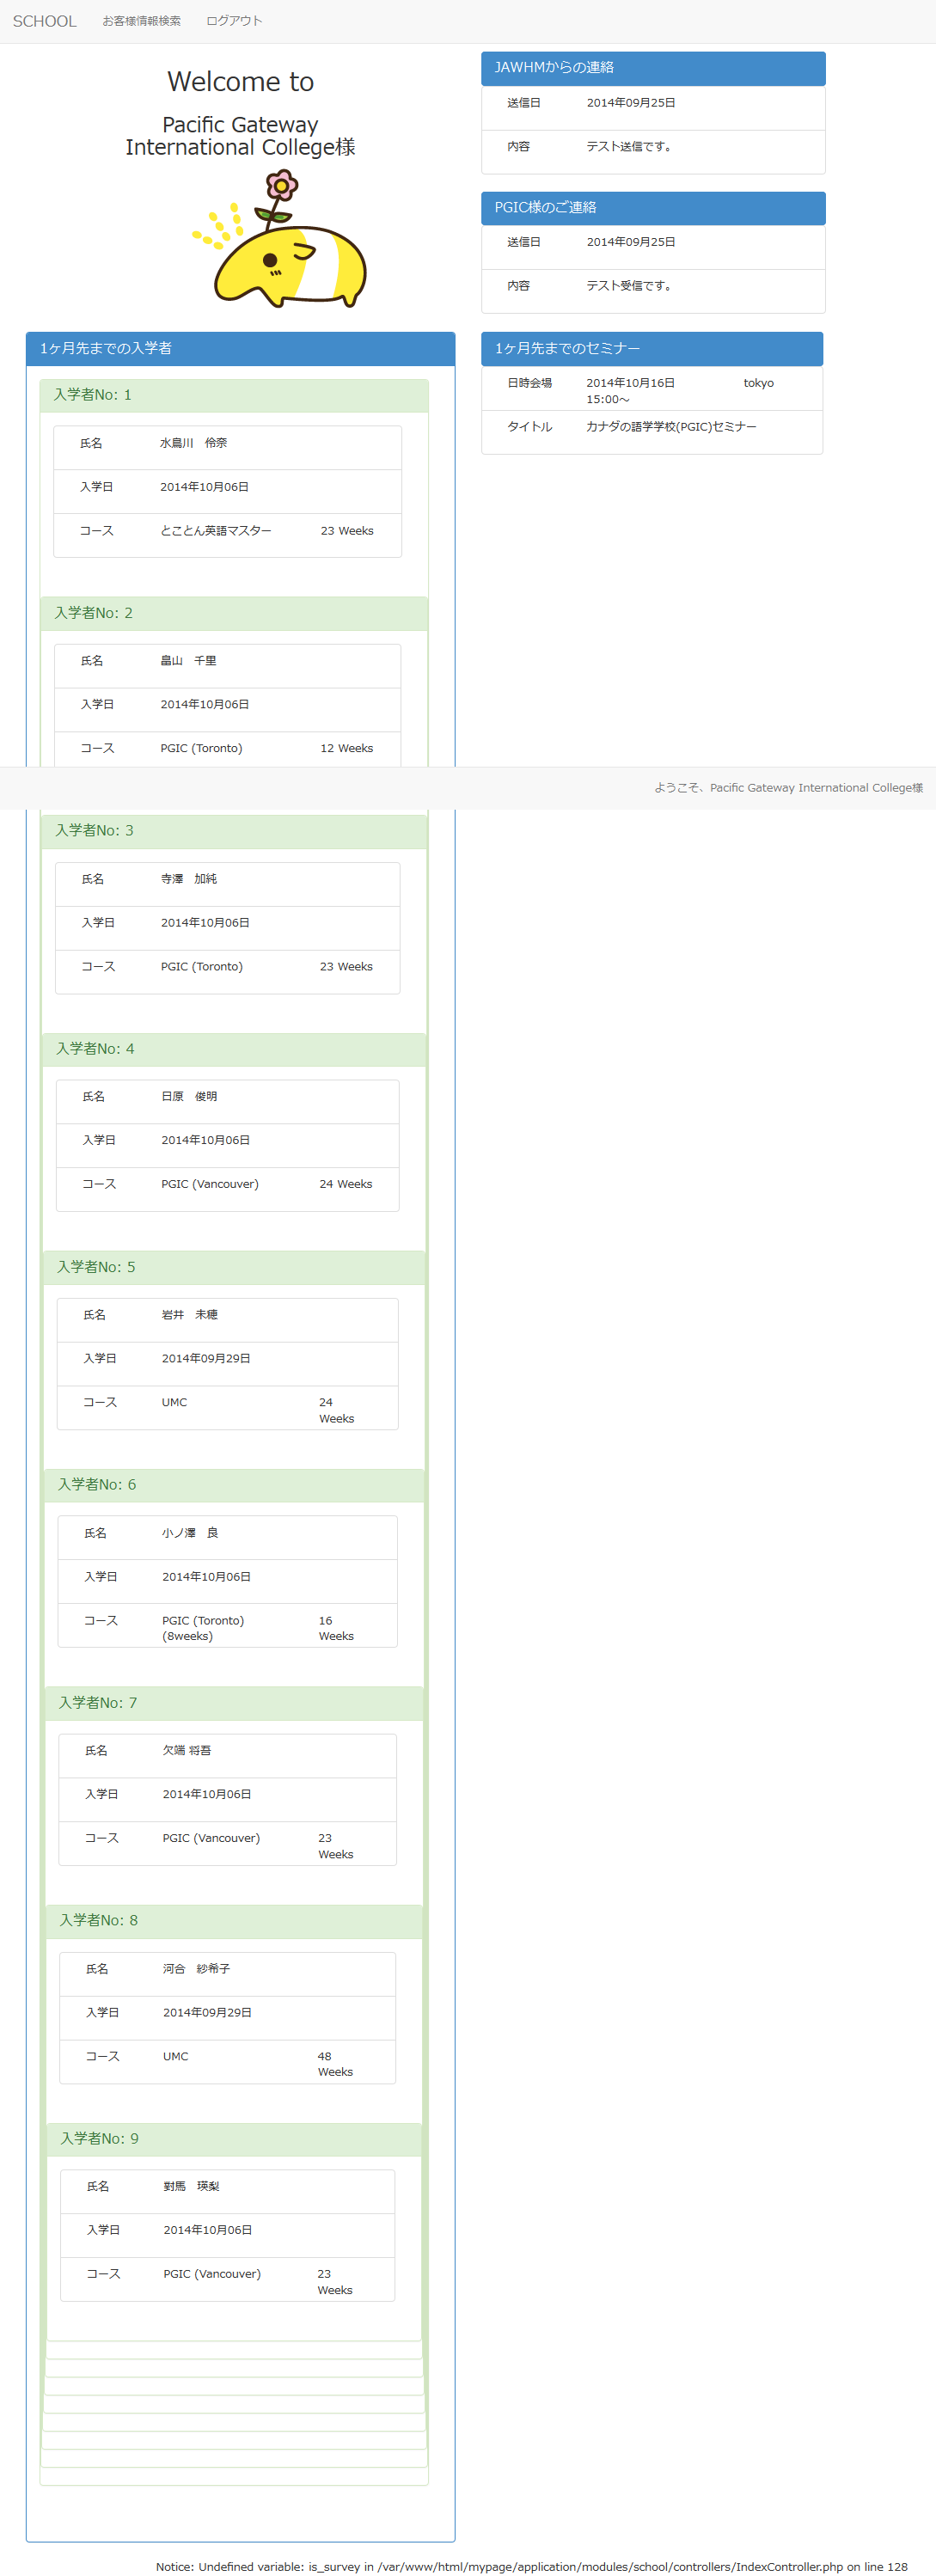 SCHOOL お客様情報検索 ログアウト
Welcome to
Pacific Gateway
International College様
JAWHMからの連絡
送信日 2014年09月25日
内容 テスト送信です。
PGIC様のご連絡
送信日 2014年09月25日
内容 テスト受信です。
1ヶ月先までの入学者
入学者No: 1
氏名 水鳥川　伶奈
入学日 2014年10月06日
コース とことん英語マスター 23 Weeks
入学者No: 2
氏名 畠山　千里
入学日 2014年10月06日
コース PGIC (Toronto) 12 Weeks
1ヶ月先までのセミナー
日時会場 2014年10月16日 tokyo
15:00～
タイトル カナダの語学学校(PGIC)セミナー
ようこそ、Pacific Gateway International College様
入学者No: 3
氏名 寺澤　加純
入学日 2014年10月06日
コース PGIC (Toronto) 23 Weeks
入学者No: 4
氏名 日原　俊明
入学日 2014年10月06日
コース PGIC (Vancouver) 24 Weeks
入学者No: 5
氏名 岩井　未穂
入学日 2014年09月29日
コース UMC 24
Weeks
入学者No: 6
氏名 小ノ澤　良
入学日 2014年10月06日
コース PGIC (Toronto) 16
(8weeks) Weeks
入学者No: 7
氏名 欠端 将吾
入学日 2014年10月06日
コース PGIC (Vancouver) 23
Weeks
入学者No: 8
氏名 河合　紗希子
入学日 2014年09月29日
コース UMC 48
Weeks
入学者No: 9
氏名 對馬　瑛梨
入学日 2014年10月06日
コース PGIC (Vancouver) 23
Weeks
Notice: Undefined variable: is_survey in /var/www/html/mypage/application/modules/school/controllers/IndexController.php on line 128